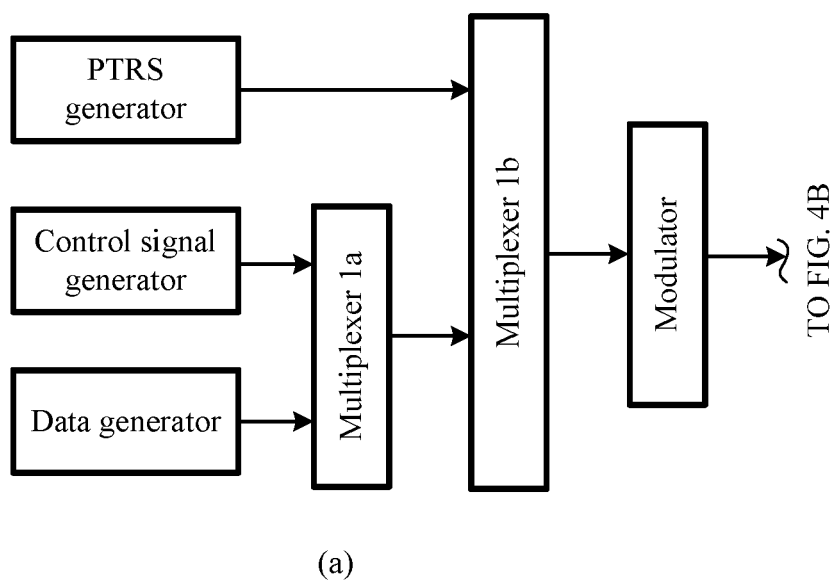 PTRS
generator
Control signal
generator
Data generator
Multiplexer 1a
Multiplexer 1b
Modulator
TO FIG. 4B
(a)